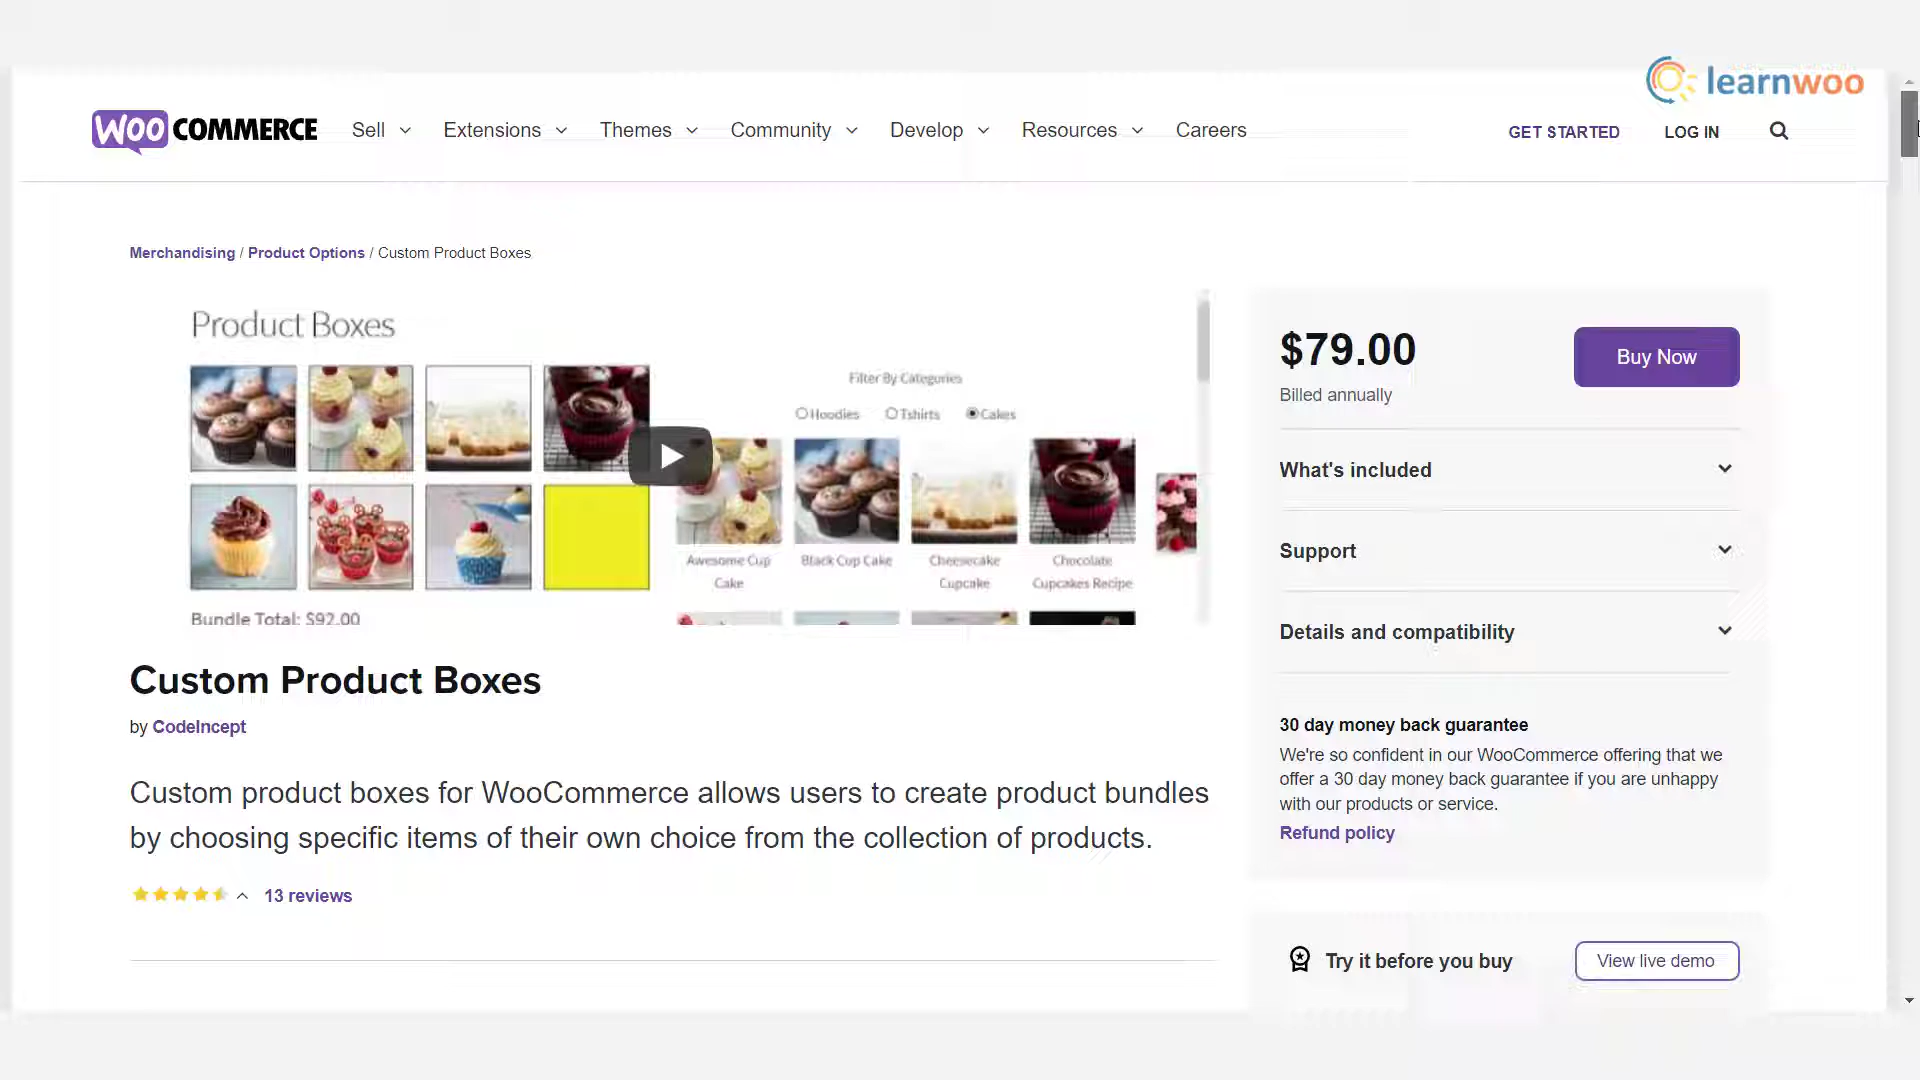 learnwoo
WOO COMMERCE Sell Extensions Themes Community Develop Resources Careers GET STARTED LOG IN
Merchandising / Product Options / Custom Product Boxes
Product Boxes
Filter By Categories
Hoodies Tshirts Cakes
Awesome Cup Cake
Black Cup Cake
Cheesecake Cupcake
Chocolate Cupcakes Recipe
Bundle Total: $92.00
Custom Product Boxes
by CodeIncept
Custom product boxes for WooCommerce allows users to create product bundles
by choosing specific items of their own choice from the collection of products.
13 reviews
$79.00
Buy Now
Billed annually
What's included
Support
Details and compatibility
30 day money back guarantee
We're so confident in our WooCommerce offering that we
offer a 30 day money back guarantee if you are unhappy
with our products or service.
Refund policy
Try it before you buy
View live demo